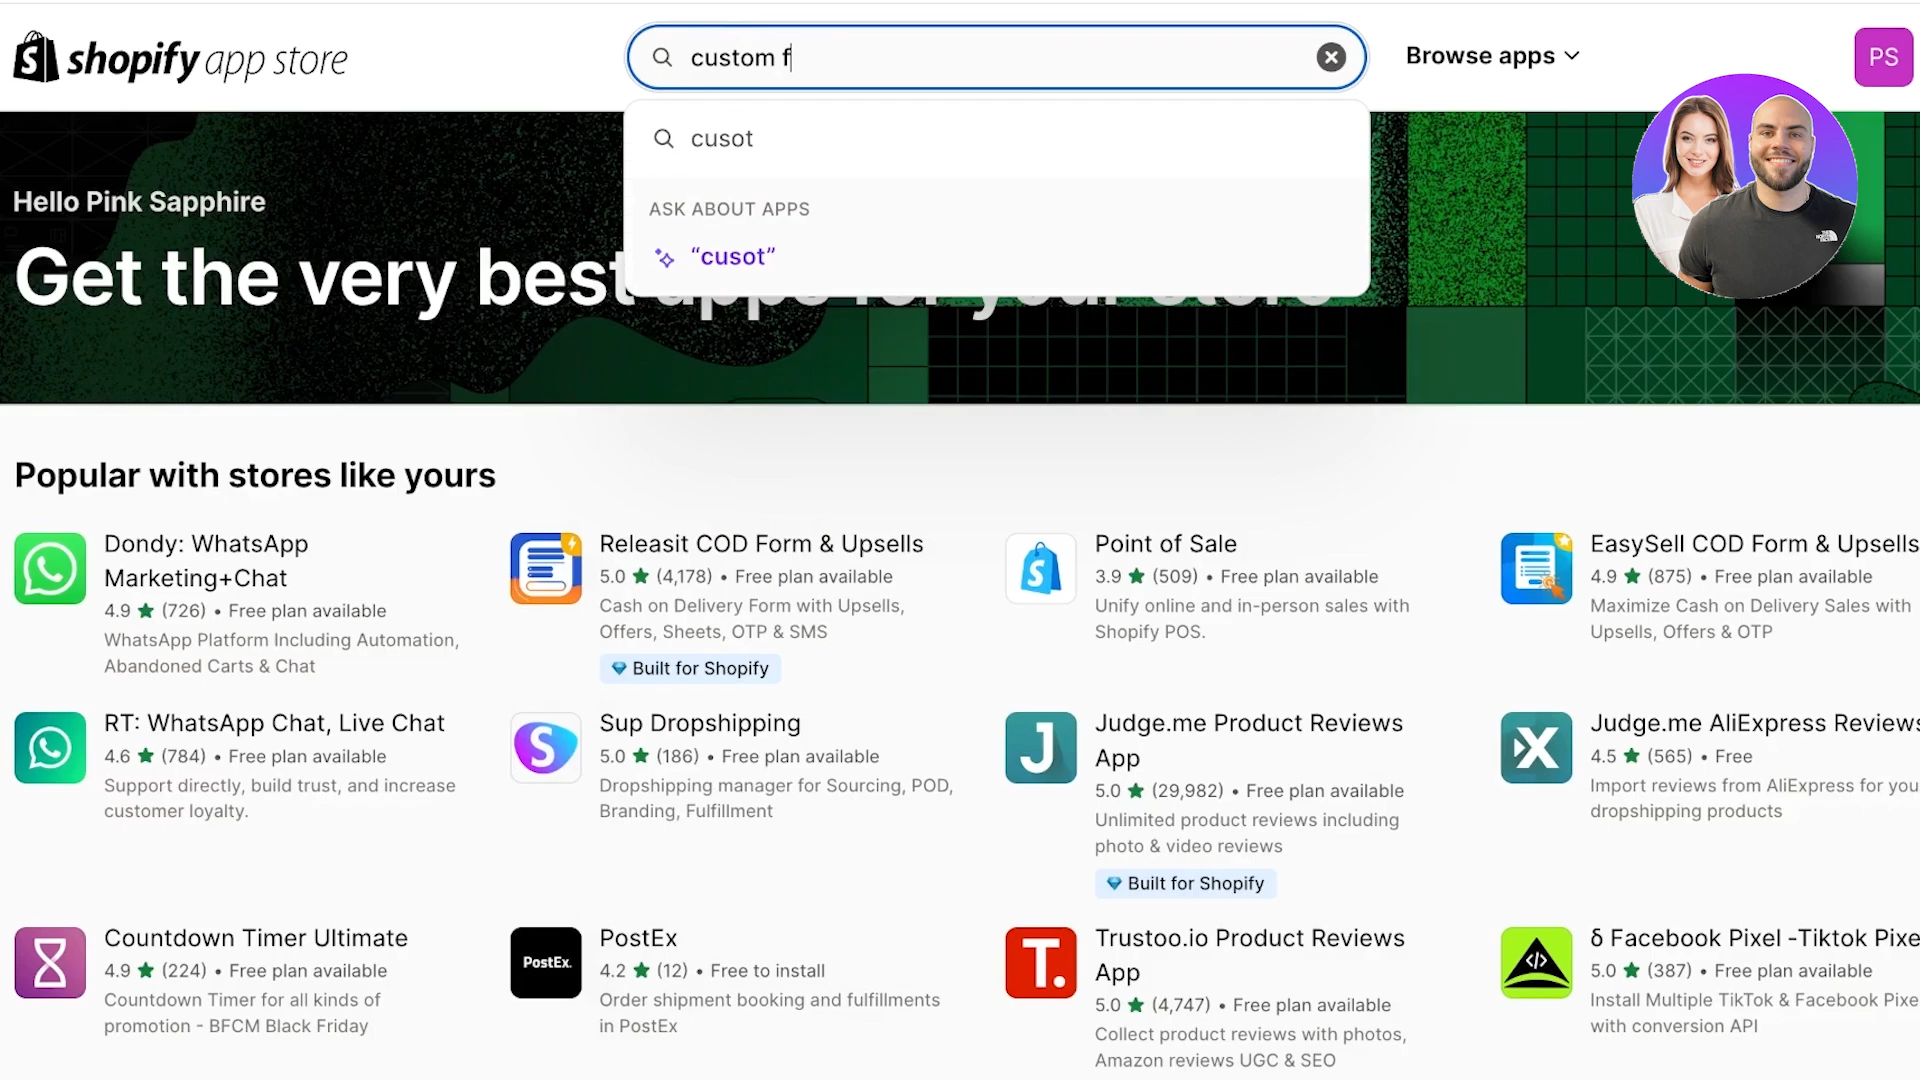 shopify app store
custom f
Browse apps
PS
cusot
ASK ABOUT APPS
“cusot”
Hello Pink Sapphire
Get the very best apps for your store
Popular with stores like yours
Dondy: WhatsApp
Marketing+Chat
4.9 ★ (726) • Free plan available
WhatsApp Platform Including Automation,
Abandoned Carts & Chat
Releasit COD Form & Upsells
5.0 ★ (4,178) • Free plan available
Cash on Delivery Form with Upsells,
Offers, Sheets, OTP & SMS
Built for Shopify
Point of Sale
3.9 ★ (509) • Free plan available
Unify online and in-person sales with
Shopify POS.
EasySell COD Form & Upsells
4.9 ★ (875) • Free plan available
Maximize Cash on Delivery Sales with
Upsells, Offers & OTP
RT: WhatsApp Chat, Live Chat
4.6 ★ (784) • Free plan available
Support directly, build trust, and increase
customer loyalty.
Sup Dropshipping
5.0 ★ (186) • Free plan available
Dropshipping manager for Sourcing, POD,
Branding, Fulfillment
Judge.me Product Reviews
App
5.0 ★ (29,982) • Free plan available
Unlimited product reviews including
photo & video reviews
Built for Shopify
Judge.me AliExpress Reviews
4.5 ★ (565) • Free
Import reviews from AliExpress for you
dropshipping products
Countdown Timer Ultimate
4.9 ★ (224) • Free plan available
Countdown Timer for all kinds of
promotion - BFCM Black Friday
PostEx.
PostEx
4.2 ★ (12) • Free to install
Order shipment booking and fulfillments
in PostEx
T.
Trustoo.io Product Reviews
App
5.0 ★ (4,747) • Free plan available
Collect product reviews with photos,
Amazon reviews UGC & SEO
δ Facebook Pixel -Tiktok Pixe
5.0 ★ (387) • Free plan available
Install Multiple TikTok & Facebook Pixe
with conversion API